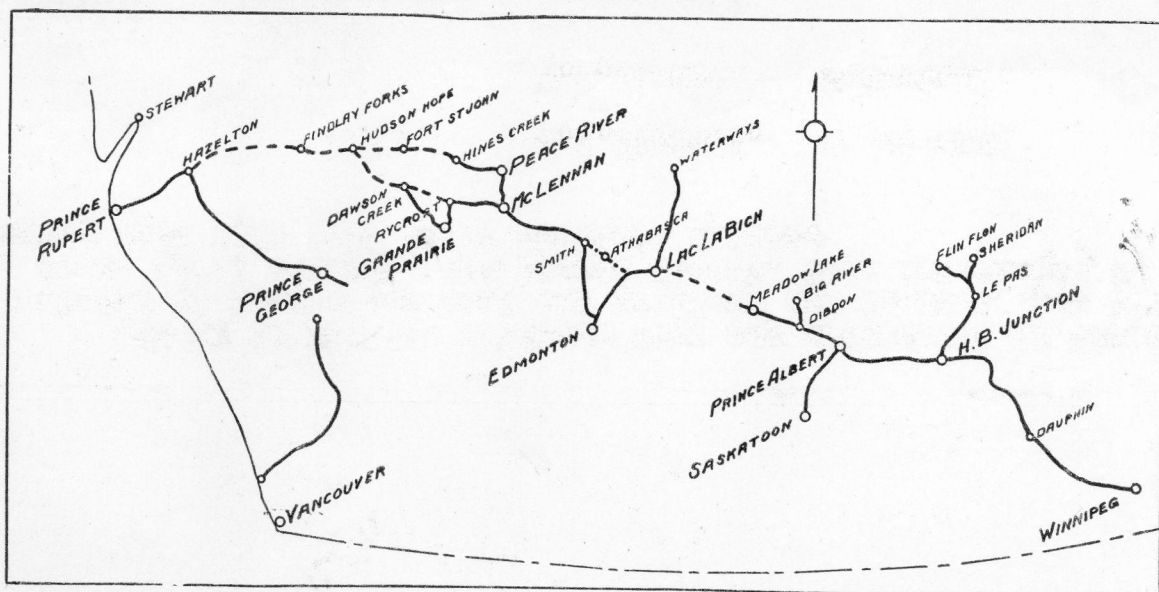 STEWART
HAZELTON
FINDLAY FORKS
HUDSON HOPE
FORT ST JOHN
HINES CREEK
PEACE RIVER
McLENNAN
PRINCE
RUPERT
DAWSON
CREEK
RYCROFT
GRANDE
PRAIRIE
PRINCE
GEORGE
SMITH
ATHABASCA
LAC LA BICH
WATERWAYS
EDMONTON
MEADOW LAKE
BIG RIVER
DIBDON
PRINCE ALBERT
SASKATOON
FLIN FLON
SHERIDAN
LE PAS
H.B. JUNCTION
DAUPHIN
WINNIPEG
VANCOUVER